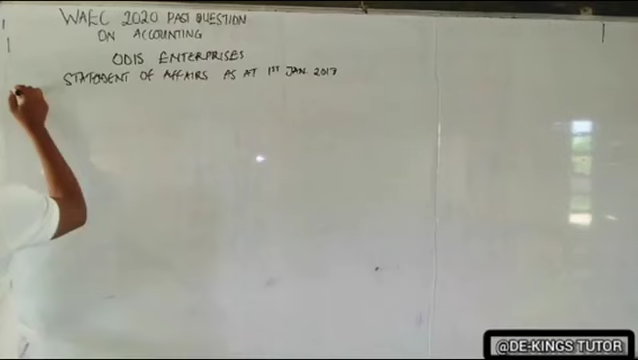 WAEC 2020 PAST QUESTION
ON ACCOUNTING
ODIS ENTERPRISES
STATEMENT OF AFFAIRS AS AT 1ST JAN. 2017
@DE-KINGS TUTOR